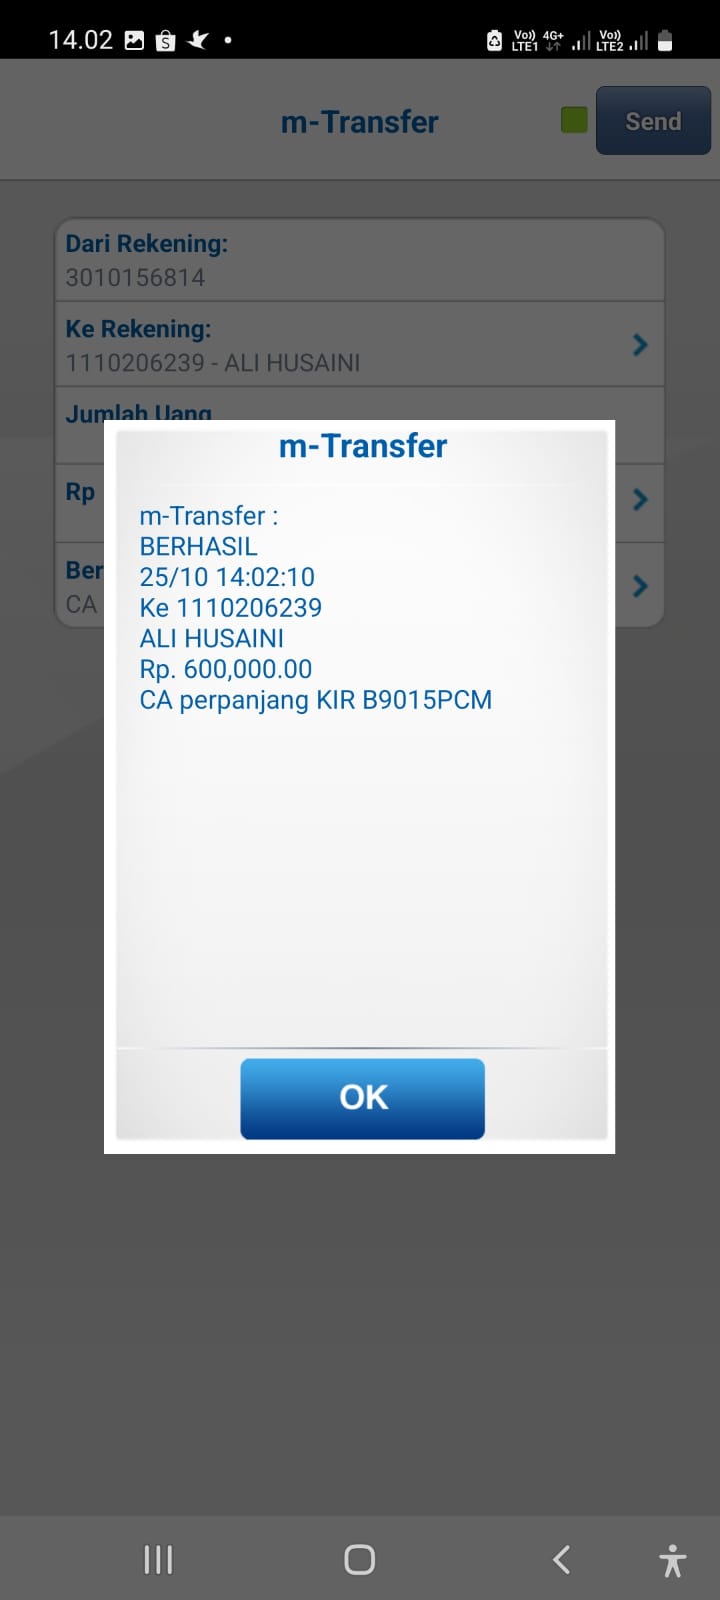 14.02
Vo)) LTE1 4G+ Vo)) LTE2
m-Transfer
Send
Dari Rekening:
3010156814
Ke Rekening:
1110206239 - ALI HUSAINI
Jumlah Uang
Rp
Ber
CA
m-Transfer
m-Transfer :
BERHASIL
25/10 14:02:10
Ke 1110206239
ALI HUSAINI
Rp. 600,000.00
CA perpanjang KIR B9015PCM
OK